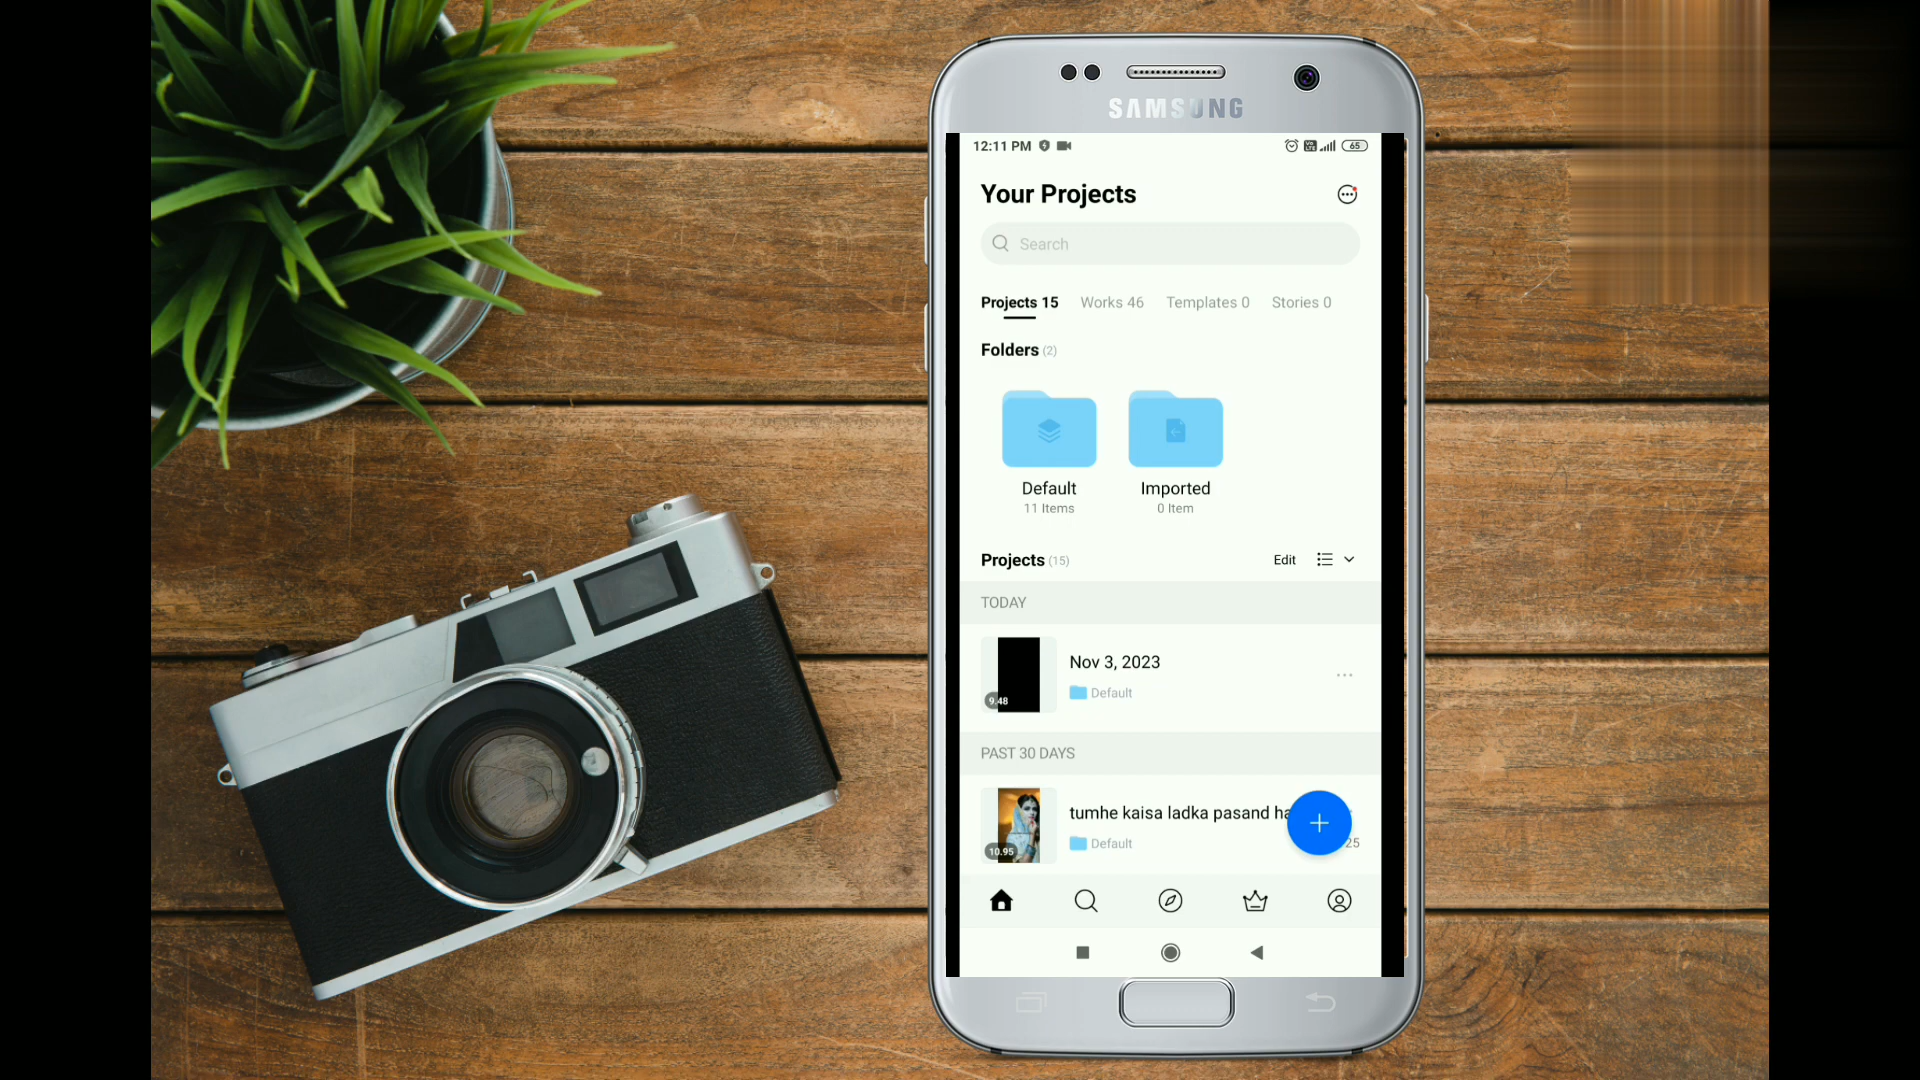 SAMSUNG
12:11 PM
65
Your Projects
Search
Projects 15 Works 46 Templates 0 Stories 0
Folders (2)
Default Imported
11 Items 0 Item
Projects (15) Edit
TODAY
Nov 3, 2023
9.48
Default
PAST 30 DAYS
tumhe kaisa ladka pasand ha
10.95
Default
25